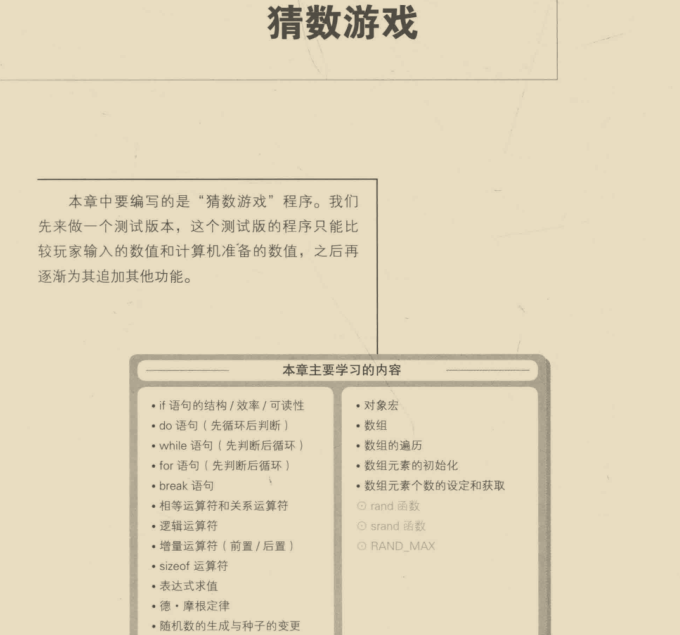 猜数游戏
本章中要编写的是“猜数游戏”程序。我们
先来做一个测试版本，这个测试版的程序只能比
较玩家输入的数值和计算机准备的数值，之后再
逐渐为其追加其他功能。
本章主要学习的内容
• if 语句的结构 / 效率 / 可读性
• do 语句（先循环后判断）
• while 语句（先判断后循环）
• for 语句（先判断后循环）
• break 语句
• 相等运算符和关系运算符
• 逻辑运算符
• 增量运算符（前置 / 后置）
• sizeof 运算符
• 表达式求值
• 德·摩根定律
• 随机数的生成与种子的变更
• 对象宏
• 数组
• 数组的遍历
• 数组元素的初始化
• 数组元素个数的设定和获取
⊙ rand 函数
⊙ srand 函数
⊙ RAND_MAX